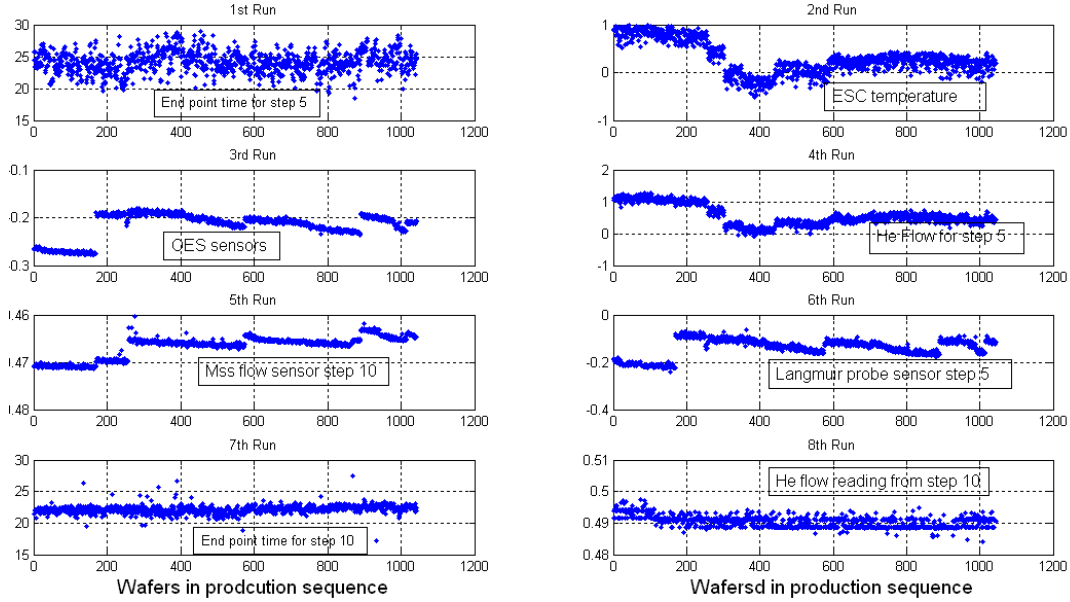 1st Run
30
25
20
15
End point time for step 5
0 200 400 600 800 1000 1200
2nd Run
1
0
-1
ESC temperature
0 200 400 600 800 1000 1200
3rd Run
-0.1
-0.2
-0.3
OES sensors
0 200 400 600 800 1000 1200
4th Run
2
1
0
-1
He Flow for step 5
0 200 400 600 800 1000 1200
5th Run
.46
.47
.48
Mss flow sensor step 10
0 200 400 600 800 1000 1200
6th Run
0
-0.2
-0.4
Langmuir probe sensor step 5
0 200 400 600 800 1000 1200
7th Run
30
25
20
15
End point time for step 10
0 200 400 600 800 1000 1200
Wafers in prodcution sequence
8th Run
0.51
0.5
0.49
0.48
He flow reading from step 10
0 200 400 600 800 1000 1200
Wafersd in production sequence